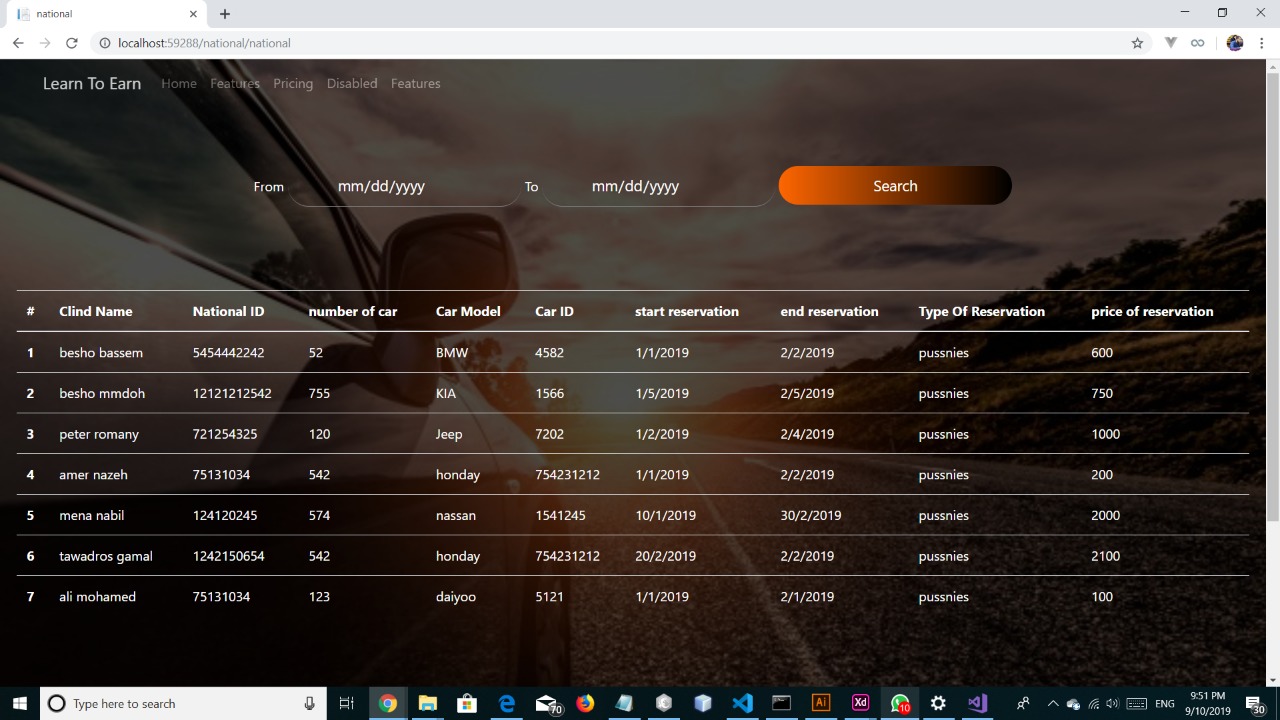 national
localhost:59288/national/national
Learn To Earn Home Features Pricing Disabled Features
From mm/dd/yyyy To mm/dd/yyyy Search
# Clind Name National ID number of car Car Model Car ID start reservation end reservation Type Of Reservation price of reservation
1 besho bassem 5454442242 52 BMW 4582 1/1/2019 2/2/2019 pussnies 600
2 besho mmdoh 12121212542 755 KIA 1566 1/5/2019 2/5/2019 pussnies 750
3 peter romany 721254325 120 Jeep 7202 1/2/2019 2/4/2019 pussnies 1000
4 amer nazeh 75131034 542 honday 754231212 1/1/2019 2/2/2019 pussnies 200
5 mena nabil 124120245 574 nassan 1541245 10/1/2019 30/2/2019 pussnies 2000
6 tawadros gamal 1242150654 542 honday 754231212 20/2/2019 2/2/2019 pussnies 2100
7 ali mohamed 75131034 123 daiyoo 5121 1/1/2019 2/1/2019 pussnies 100
Type here to search 70 Ai Xd 10 ENG 9:51 PM 30
9/10/2019